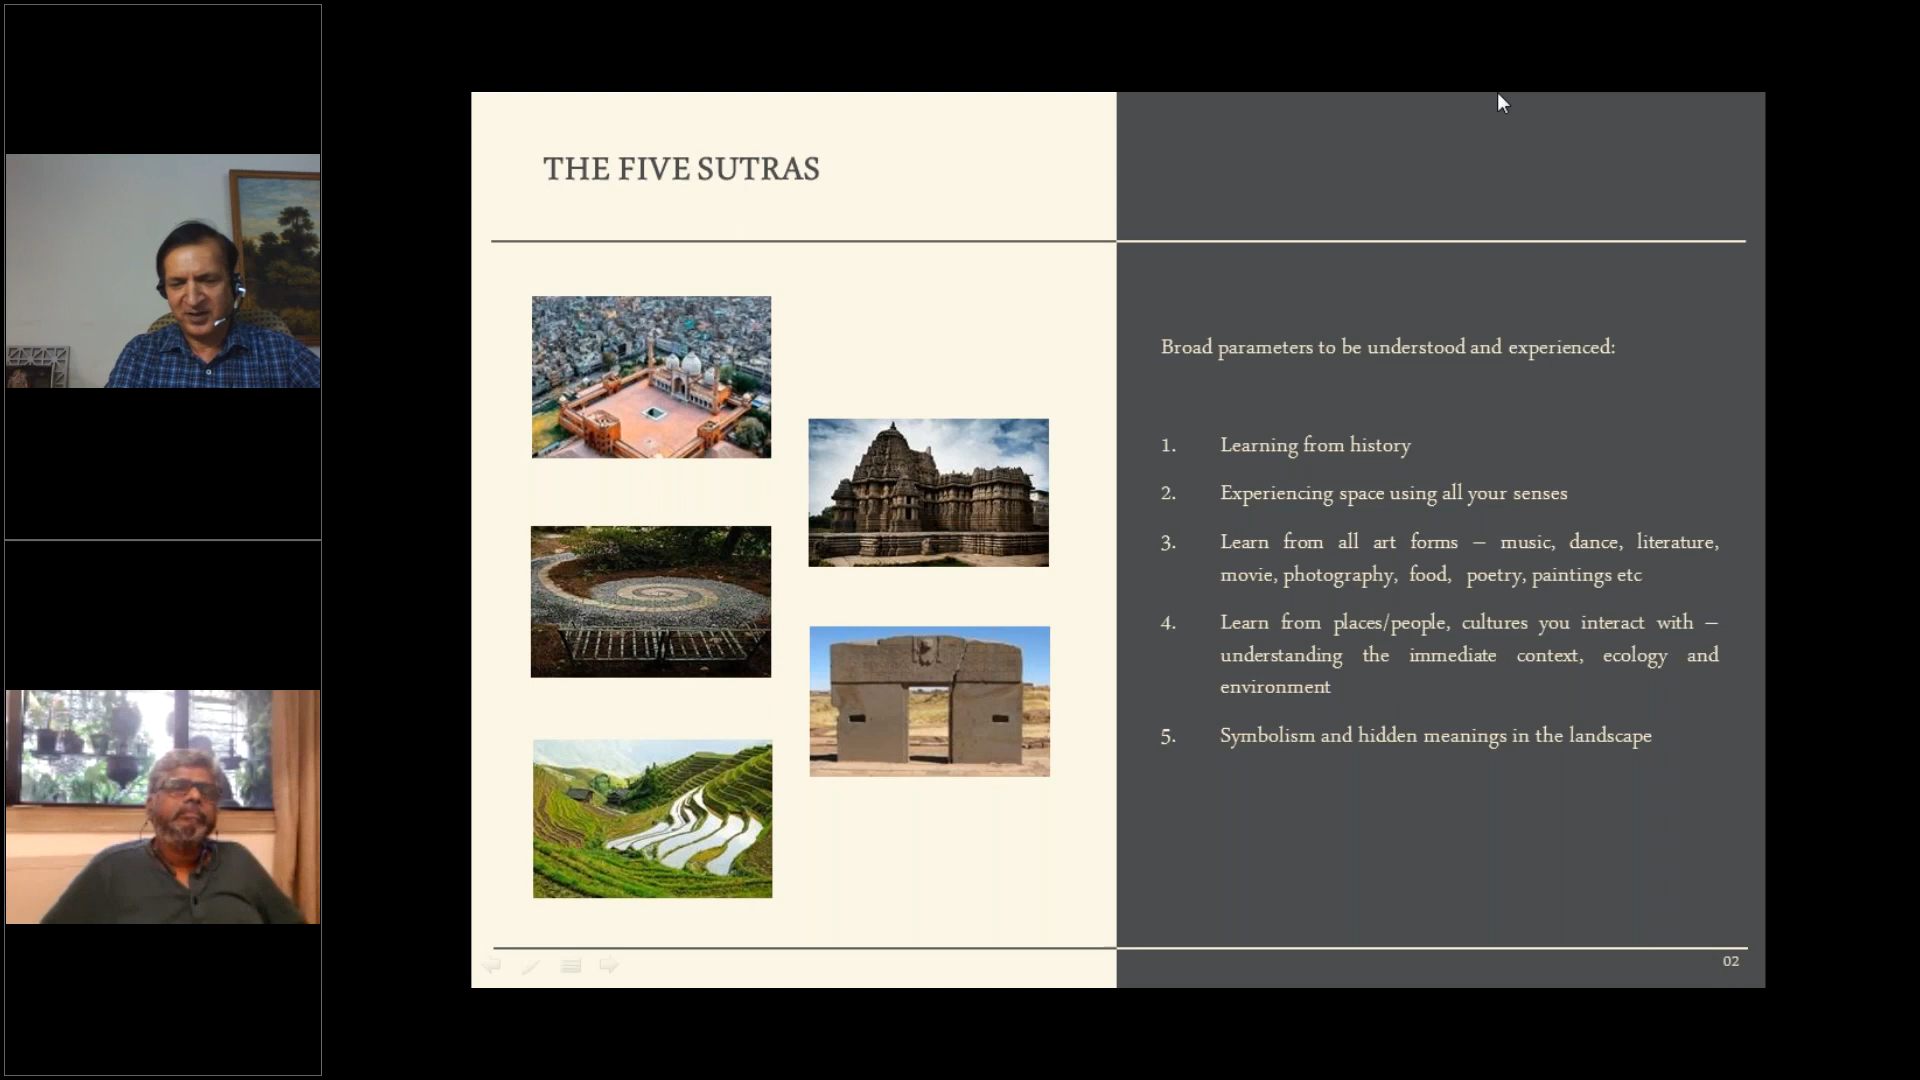 THE FIVE SUTRAS
Broad parameters to be understood and experienced:
1. Learning from history
2. Experiencing space using all your senses
3. Learn from all art forms – music, dance, literature,
movie, photography, food, poetry, paintings etc
4. Learn from places/people, cultures you interact with –
understanding the immediate context, ecology and
environment
5. Symbolism and hidden meanings in the landscape
02